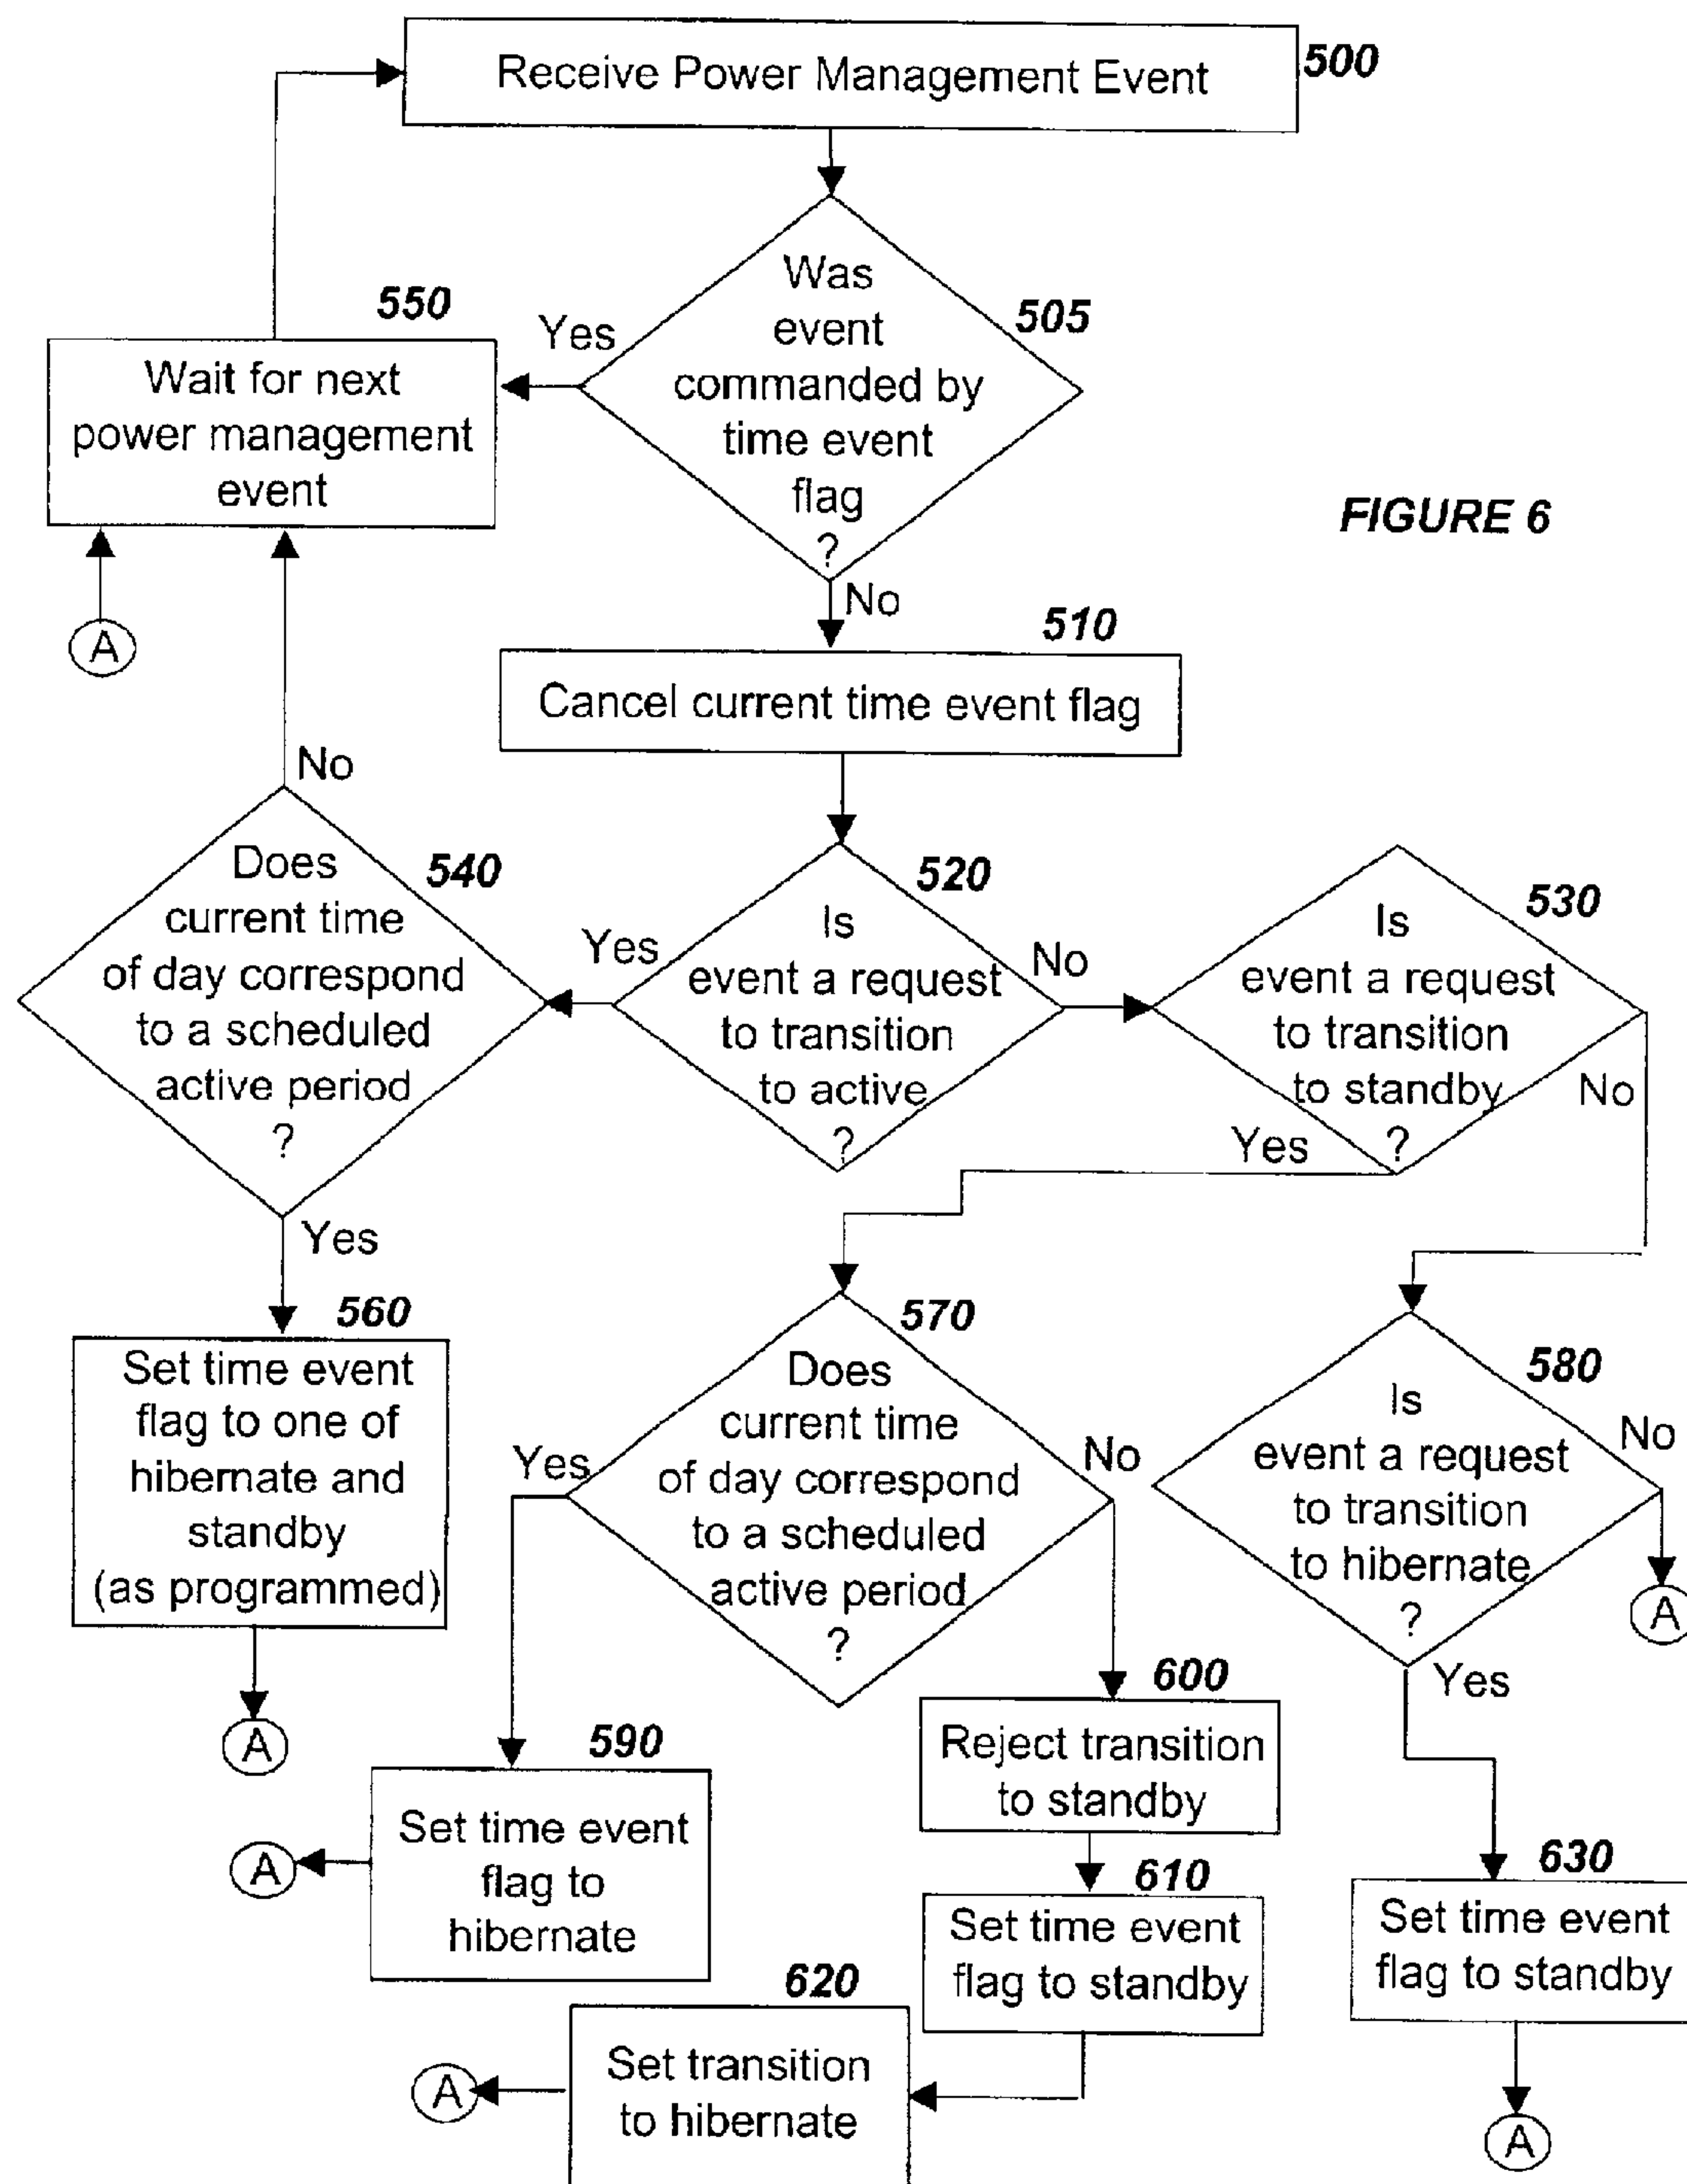 Receive Power Management Event
500
Was
event
commanded by
time event
flag
?
505
Yes
No
550
Wait for next
power management
event
A
FIGURE 6
510
Cancel current time event flag
No
Does
current time
of day correspond
to a scheduled
active period
?
540
Yes
Yes
520
Is
event a request
to transition
to active
?
No
530
Is
event a request
to transition
to standby
?
Yes
No
560
Set time event
flag to one of
hibernate and
standby
(as programmed)
A
570
Does
current time
of day correspond
to a scheduled
active period
?
Yes
No
580
Is
event a request
to transition
to hibernate
?
No
A
Yes
590
Set time event
flag to
hibernate
A
600
Reject transition
to standby
610
Set time event
flag to standby
620
Set transition
to hibernate
A
630
Set time event
flag to standby
A